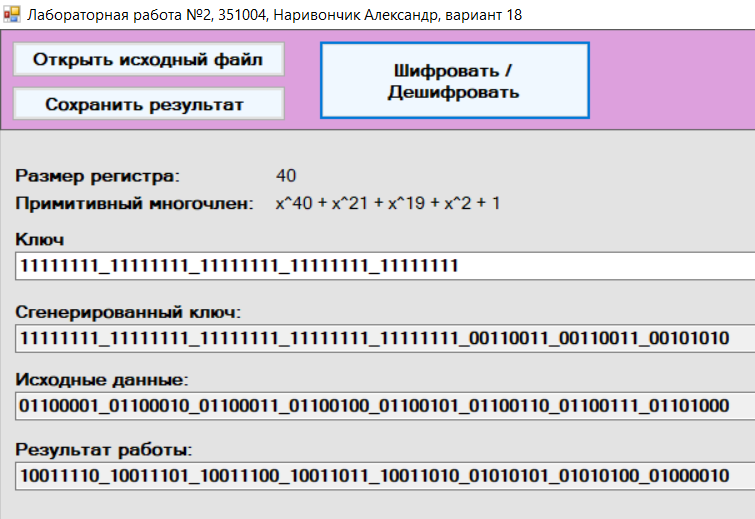 Лабораторная работа №2, 351004, Наривончик Александр, вариант 18
Открыть исходный файл
Сохранить результат
Шифровать /
Дешифровать
Размер регистра: 40
Примитивный многочлен: x^40 + x^21 + x^19 + x^2 + 1
Ключ
11111111_11111111_11111111_11111111_11111111
Сгенерированный ключ:
11111111_11111111_11111111_11111111_11111111_00110011_00110011_00101010
Исходные данные:
01100001_01100010_01100011_01100100_01100101_01100110_01100111_01101000
Результат работы:
10011110_10011101_10011100_10011011_10011010_01010101_01010100_01000010